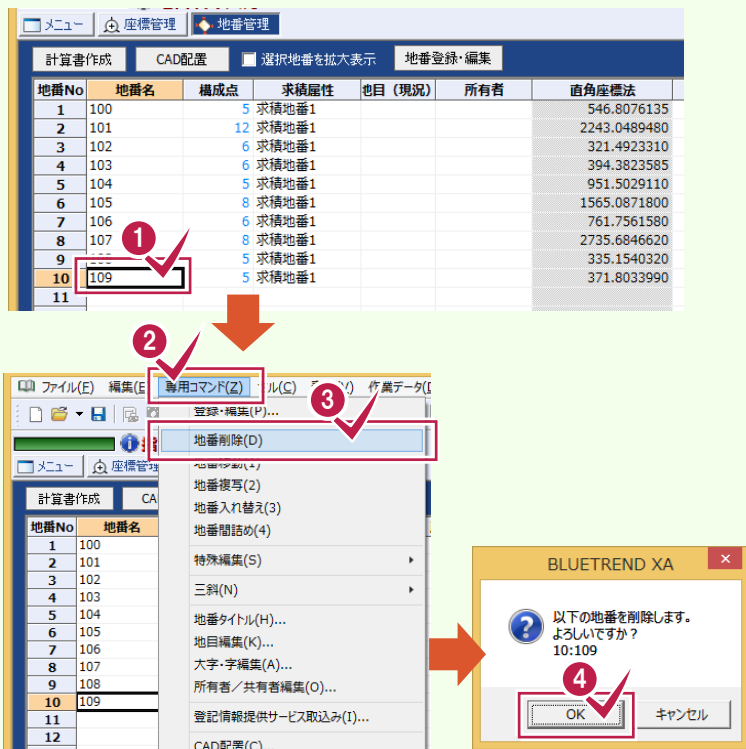 メニュー 座標管理 地番管理
計算書作成 CAD配置 選択地番を拡大表示 地番登録・編集
地番No 地番名 構成点 求積属性 地目（現況） 所有者 直角座標法
1 100 5 求積地番1 546.8076135
2 101 12 求積地番1 2243.0489480
3 102 6 求積地番1 321.4923310
4 103 6 求積地番1 394.3823585
5 104 5 求積地番1 951.5029110
6 105 8 求積地番1 1565.0871800
7 106 6 求積地番1 761.7561580
8 107 8 求積地番1 2735.6846620
9 5 求積地番1 335.1540320
10 109 5 求積地番1 371.8033990
11
1
2
3
ファイル(E) 編集(E 専用コマンド(Z) ル(C) V) 作業データ(D
登録・編集(P)...
地番削除(D)
メニュー 座標管理
地番移動(1)
地番複写(2)
計算書作成 CA
地番入れ替え(3)
地番間詰め(4)
特殊編集(S)
三斜(N)
地番タイトル(H)...
地目編集(K)...
大字・字編集(A)...
所有者／共有者編集(O)...
登記情報提供サービス取込み(I)...
CAD配置(C)...
地番No 地番名
1 100
2 101
3 102
4 103
5 104
6 105
7 106
8 107
9 108
10 109
11
12
BLUETREND XA
以下の地番を削除します。
よろしいですか？
10:109
4
OK キャンセル